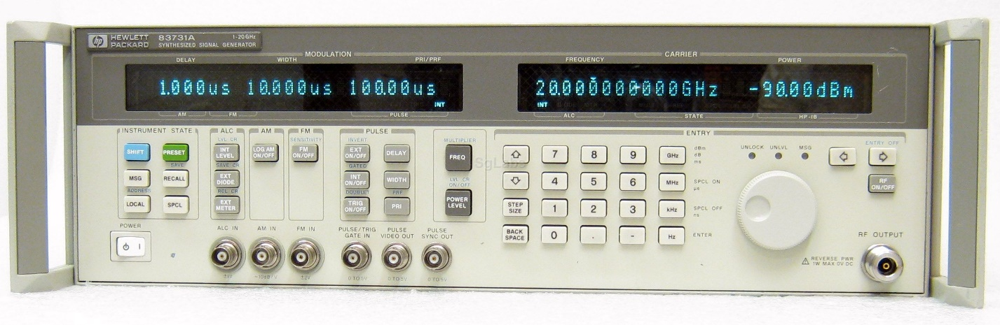 hp HEWLETT PACKARD 83731A 1-20GHz
SYNTHESIZED SIGNAL GENERATOR
MODULATION
DELAY WIDTH PRI/PRF
1.000us 10.000us 100.00us
INT
AM FM PULSE
CARRIER
FREQUENCY POWER
20.000000000GHz -90.00dBm
INT
ALC STATE HP-IB
INSTRUMENT STATE
SHIFT PRESET
SAVE
MSG RECALL
ADDRESS
LOCAL SPCL
POWER
ALC
LVL CR
INT LEVEL
SAVE CR
EXT DIODE
RCL CR
EXT METER
AM
LOG AM ON/OFF
FM
SENSITIVITY
FM ON/OFF
PULSE
INVERT
EXT ON/OFF DELAY
GATED
INT ON/OFF WIDTH
DOUBLET PRF
TRIG ON/OFF PRI
MULTIPLIER
FREQ
LVL CR ON/OFF
POWER LEVEL
SgLabs
ENTRY
7 8 9 GHz dBm dB ms
4 5 6 MHz SPCL ON µs
STEP SIZE 1 2 3 kHz SPCL OFF ns
BACK SPACE 0 . - Hz ENTER
UNLOCK UNLVL MSG
ENTRY OFF
RF ON/OFF
ALC IN AM IN FM IN
±1V -10dB/V ±2V
PULSE/TRIG GATE IN PULSE VIDEO OUT PULSE SYNC OUT
0 TO 5V 0 TO 5V 0 TO 5V
RF OUTPUT
REVERSE PWR
1W MAX 0V DC